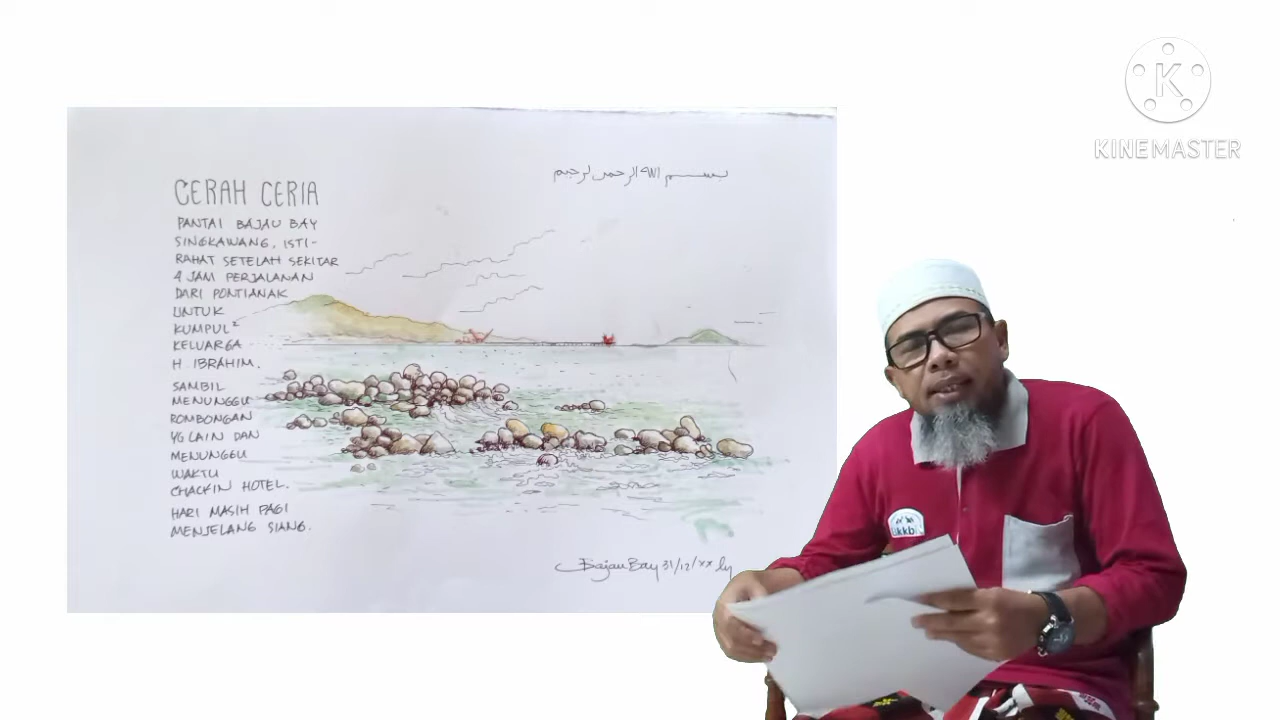 CERAH CERIA
PANTAI BAJAU BAY
SINGKAWANG, ISTI-
RAHAT SETELAH SEKITAR
4 JAM PERJALANAN
DARI PONTIANAK
UNTUK
KUMPUL²
KELUARGA
H. IBRAHIM.
SAMBIL
MENUNGGU
ROMBONGAN
YG LAIN DAN
MENUNGGU
WAKTU
CHACKIN HOTEL.
HARI MASIH PAGI
MENJELANG SIANG.
بسم الله الرحمن الرحيم
Bajau Bay 31/12/xx
KINEMASTER
K
bkkbn